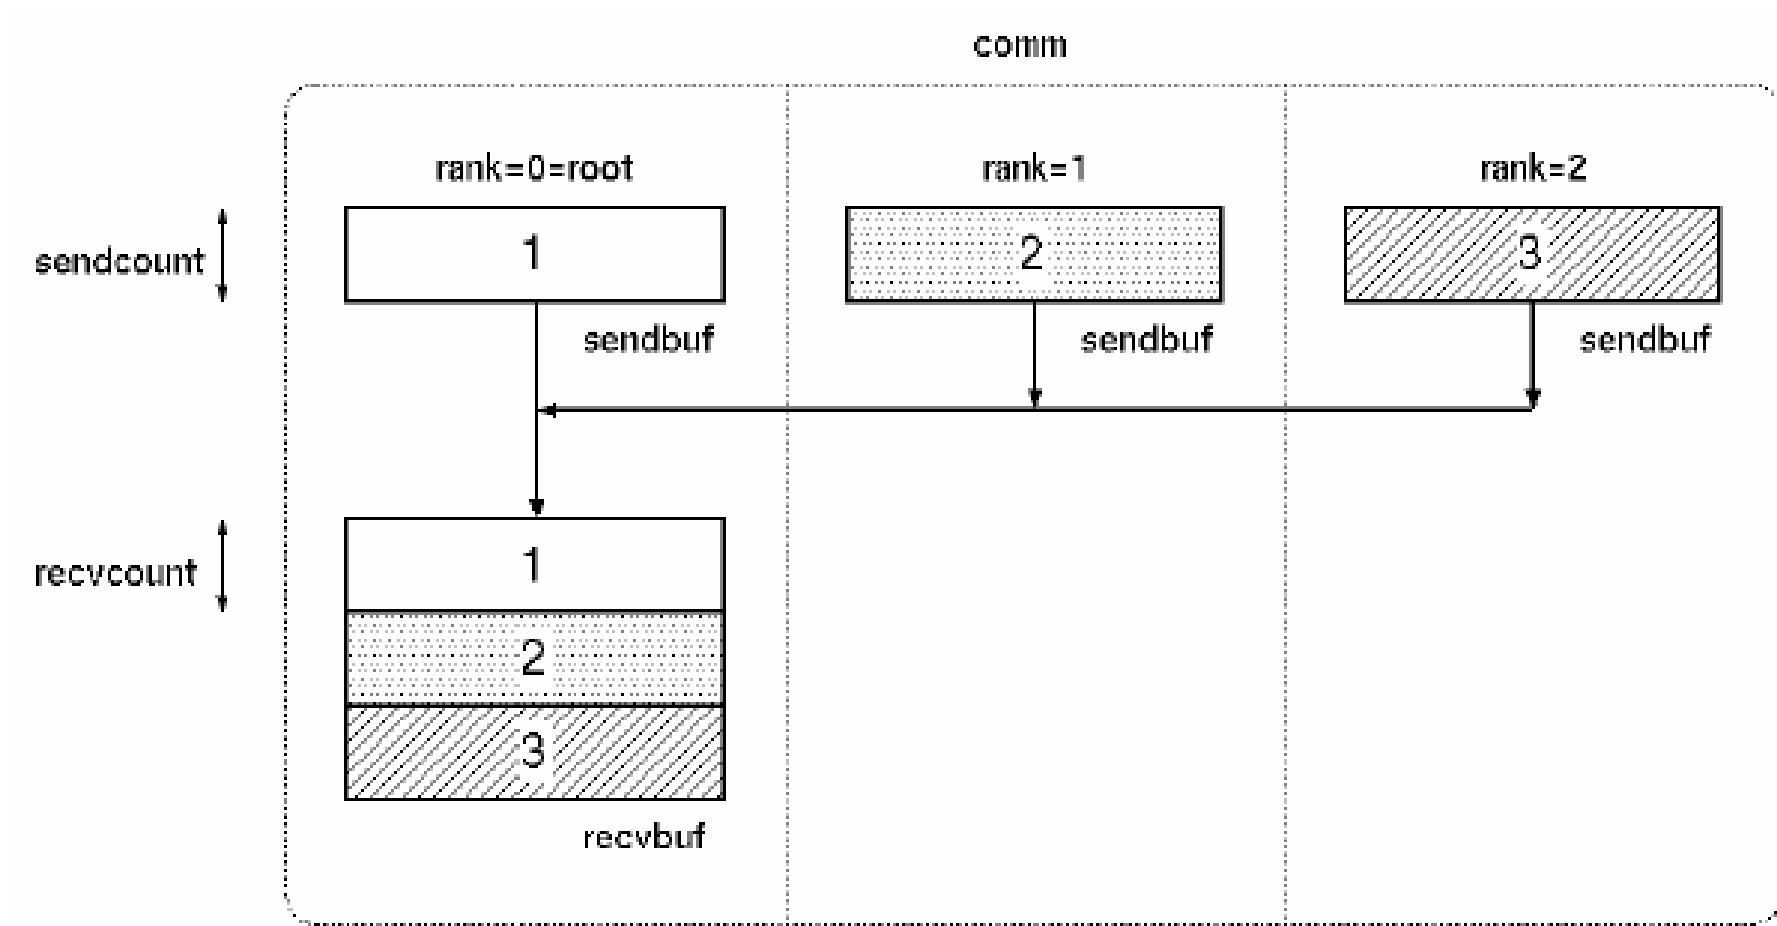 comm
rank=0=root rank=1 rank=2
sendcount 1 2 3
sendbuf sendbuf sendbuf
recvcount 1
2
3
recvbuf